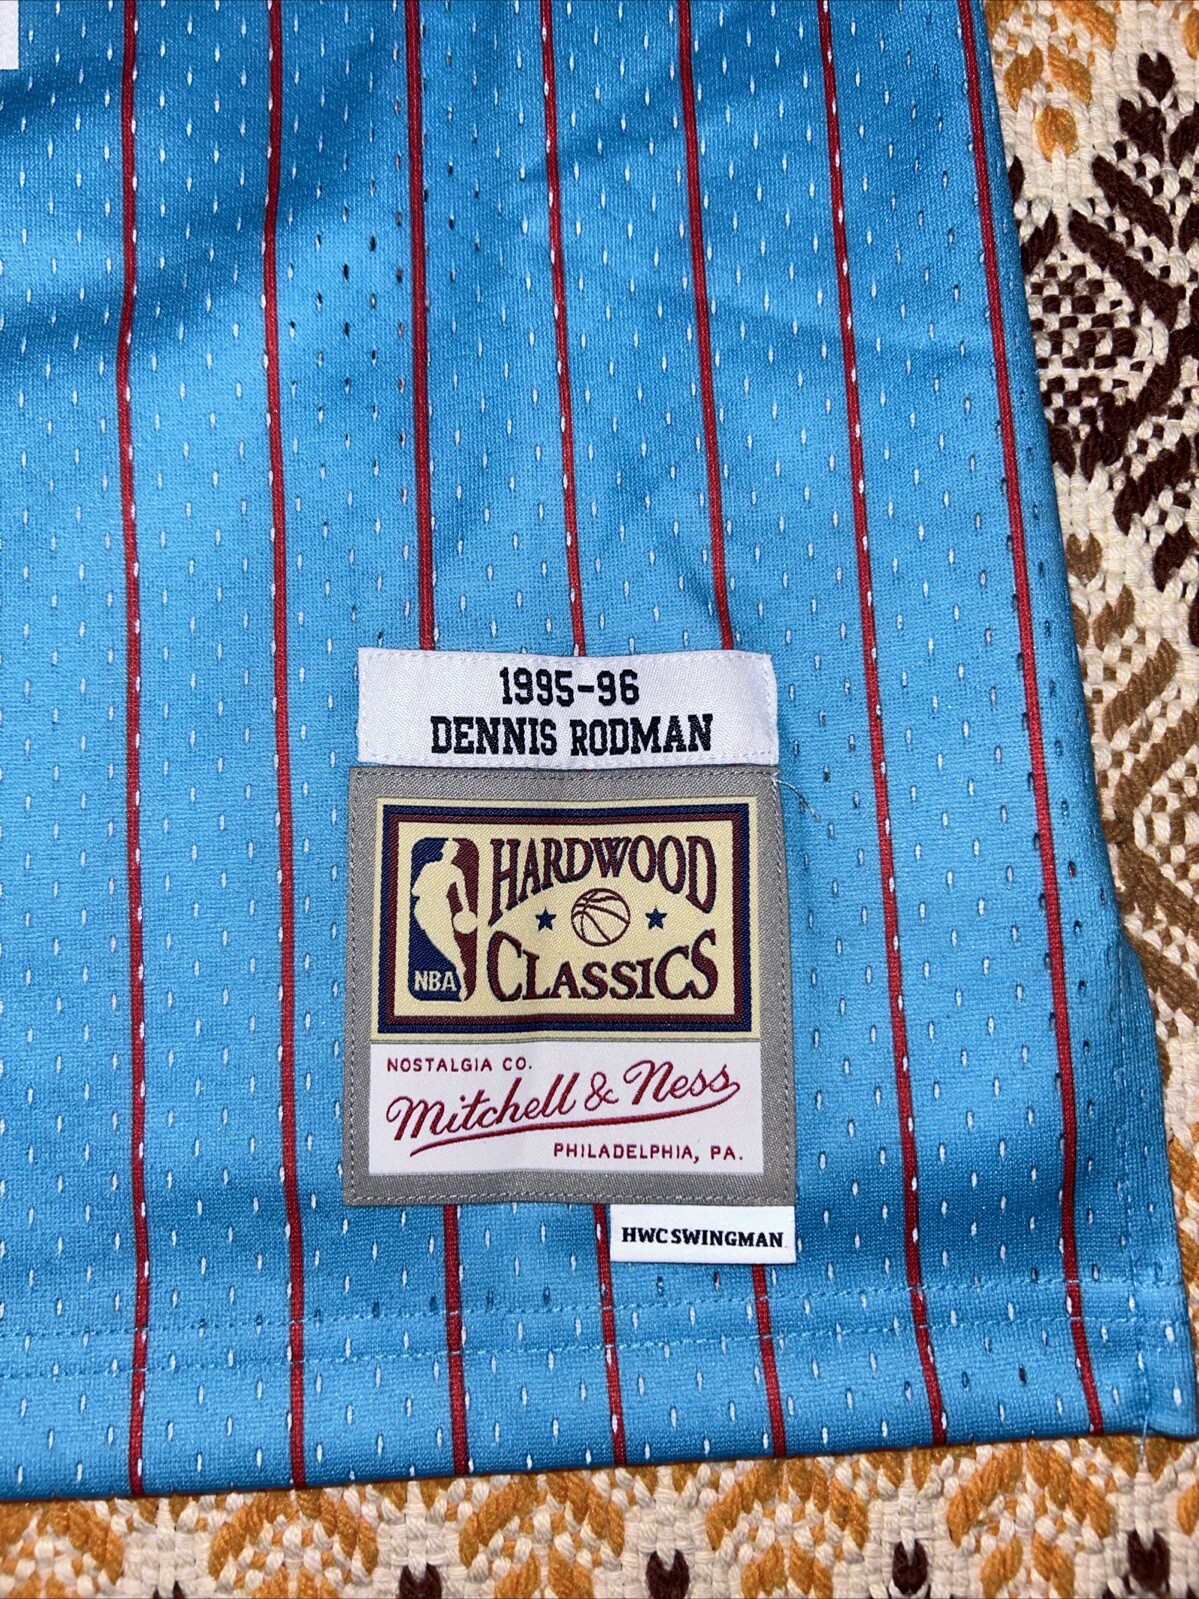 1995-96
DENNIS RODMAN
HARDWOOD
CLASSICS
NBA
NOSTALGIA CO.
Mitchell & Ness
PHILADELPHIA, PA.
HWC SWINGMAN